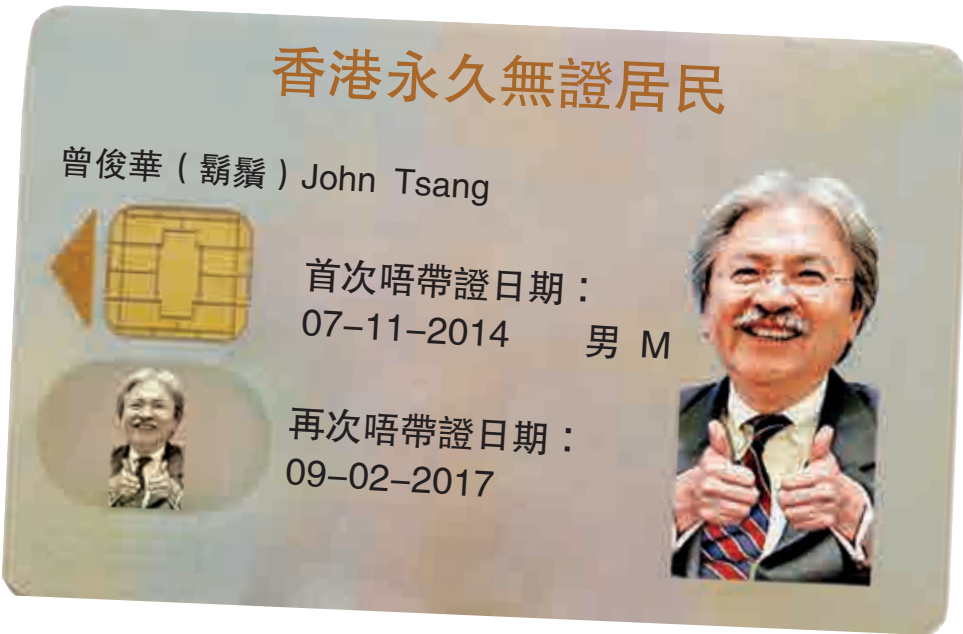 香港永久無證居民
曾俊華（鬍鬚）John Tsang
首次唔帶證日期：
07–11–2014 男 M
再次唔帶證日期：
09–02–2017